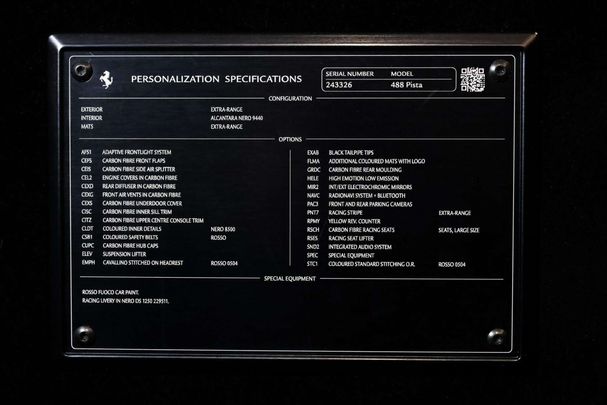 PERSONALIZATION SPECIFICATIONS
SERIAL NUMBER MODEL
243326 488 Pista
CONFIGURATION
EXTERIOR EXTRA-RANGE
INTERIOR ALCANTARA NERO 9440
MATS EXTRA-RANGE
OPTIONS
AFS1 ADAPTIVE FRONTLIGHT SYSTEM
CEFS CARBON FIBRE FRONT FLAPS
CEIS CARBON FIBRE SIDE AIR SPLITTER
CEL2 ENGINE COVERS IN CARBON FIBRE
CEXD REAR DIFFUSER IN CARBON FIBRE
CEXG FRONT AIR VENTS IN CARBON FIBRE
CEXS CARBON FIBRE UNDERDOOR COVER
CISC CARBON FIBRE INNER SILL TRIM
CITZ CARBON FIBRE UPPER CENTRE CONSOLE TRIM
CLDT COLOURED INNER DETAILS NERO 8500
CSR1 COLOURED SAFETY BELTS ROSSO
CUPC CARBON FIBRE HUB CAPS
ELEV SUSPENSION LIFTER
EMPH CAVALLINO STITCHED ON HEADREST ROSSO 0504
EXAB BLACK TAILPIPE TIPS
FLMA ADDITIONAL COLOURED MATS WITH LOGO
GRDC CARBON FIBRE REAR MOULDING
HELE HIGH EMOTION LOW EMISSION
MIR2 INT/EXT ELECTROCHROMIC MIRRORS
NAVC RADIONAVI SYSTEM + BLUETOOTH
PAC3 FRONT AND REAR PARKING CAMERAS
PNT7 RACING STRIPE EXTRA-RANGE
RPMY YELLOW REV. COUNTER
RSCH CARBON FIBRE RACING SEATS SEATS, LARGE SIZE
RSES RACING SEAT LIFTER
SND2 INTEGRATED AUDIO SYSTEM
SPEC SPECIAL EQUIPMENT
STC1 COLOURED STANDARD STITCHING O.R. ROSSO 0504
SPECIAL EQUIPMENT
ROSSO FUOCO CAR PAINT.
RACING LIVERY IN NERO DS 1250 229511.